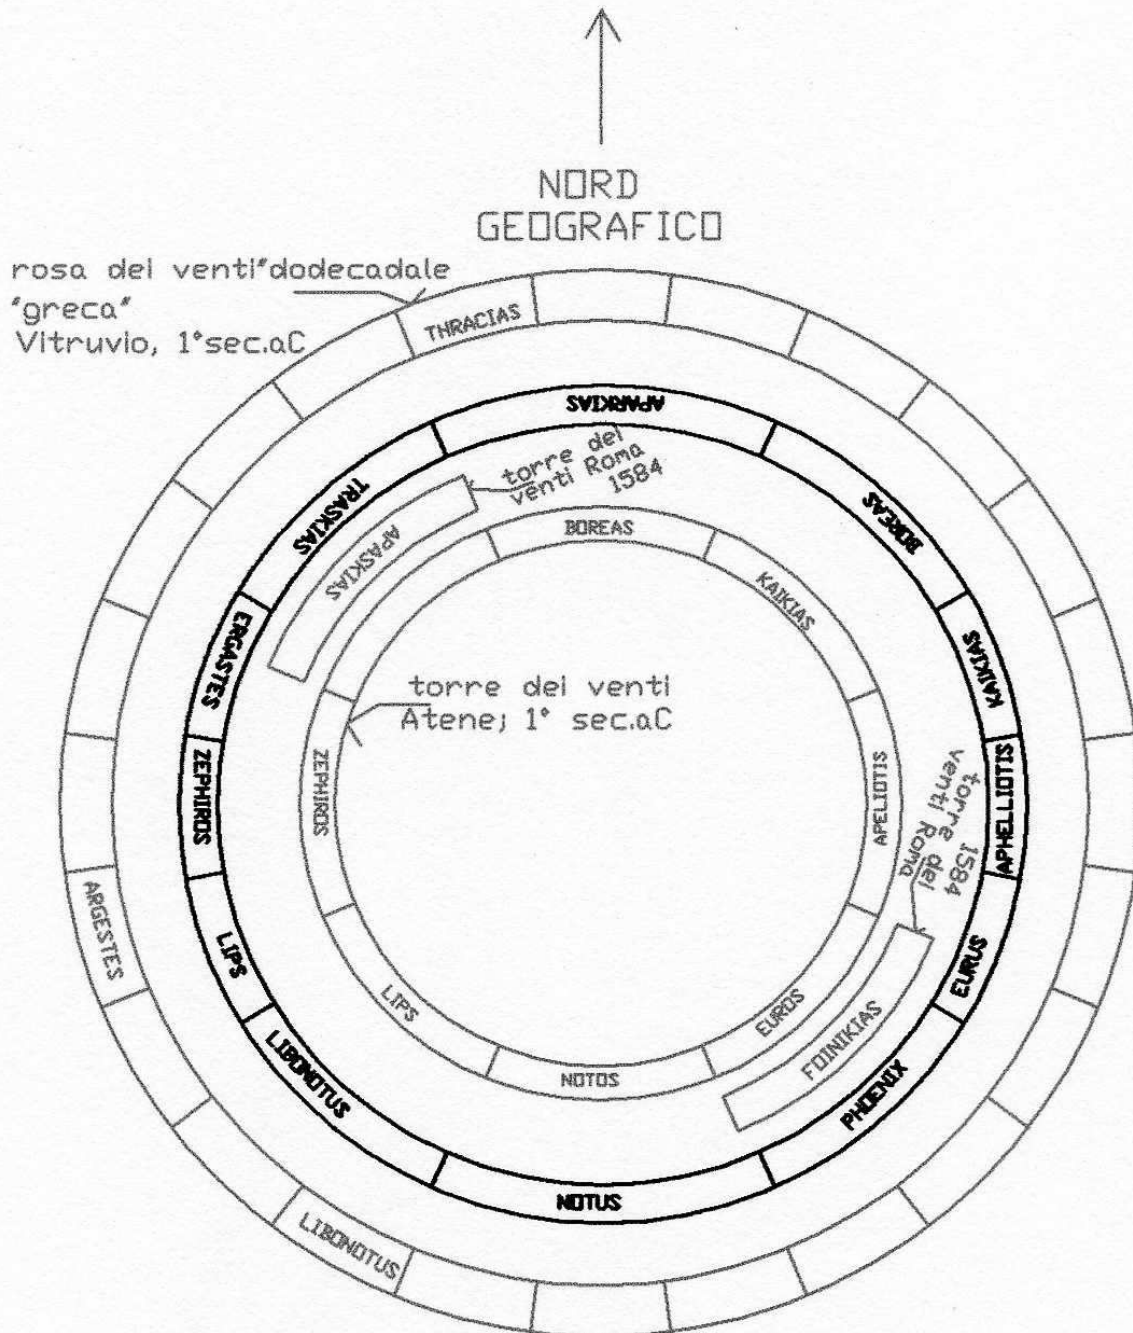 NORD
GEOGRAFICO
rosa dei venti"dodecadale
"greca"
Vitruvio, 1°sec.aC
THRACIAS
APARKIAS
TRASKIAS
BOREAS
torre dei
venti Roma
1584
APASKIAS
BOREAS
KAIKIAS
ERGASTES
KAIKIAS
torre dei venti
Atene; 1° sec.aC
ZEPHIROS
ZEPHIROS
APELIOTIS
APHELLIOTIS
1584
torre dei
venti Roma
ARGESTES
LIPS
EURUS
LIPS
EUROS
FOINIKIAS
LIBONOTUS
NOTOS
PHOENIX
NOTUS
LIBONOTUS